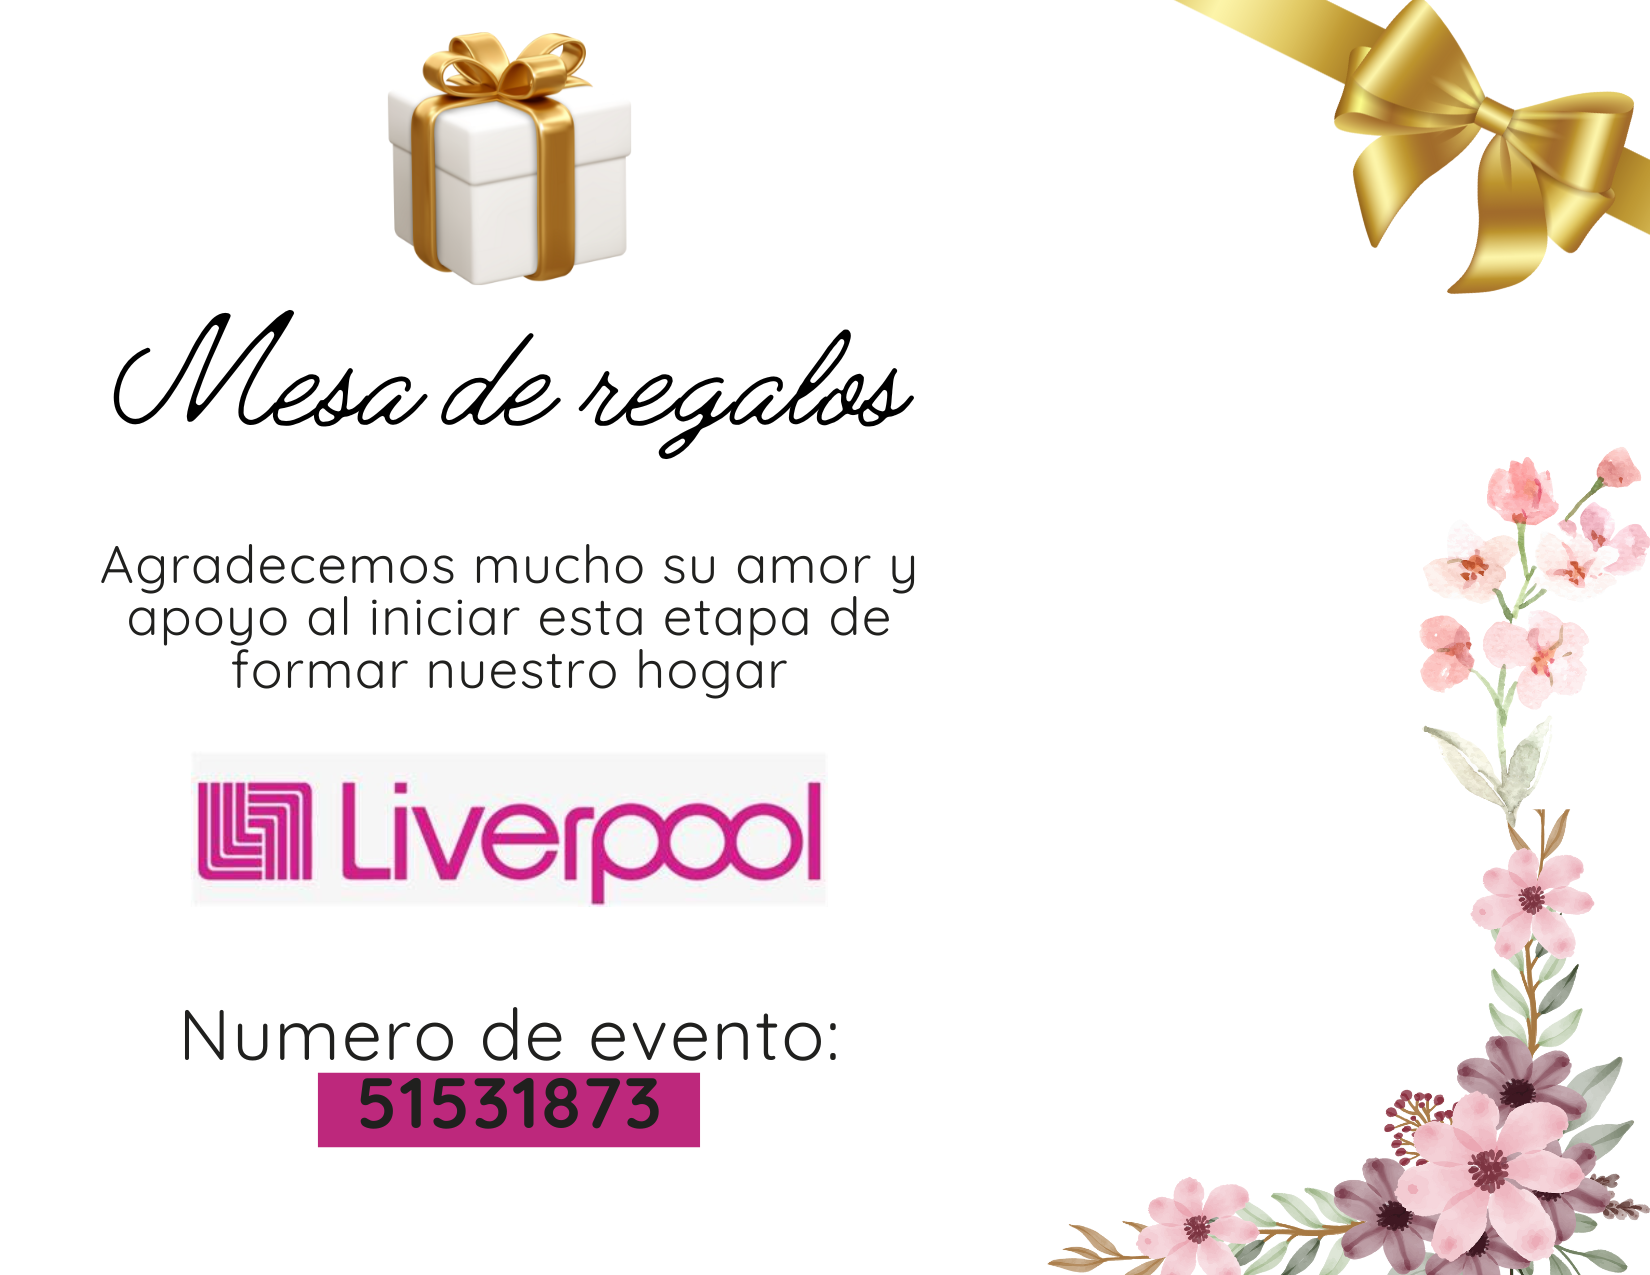 Mesa de regalos
Agradecemos mucho su amor y
apoyo al iniciar esta etapa de
formar nuestro hogar
Liverpool
Numero de evento:
51531873